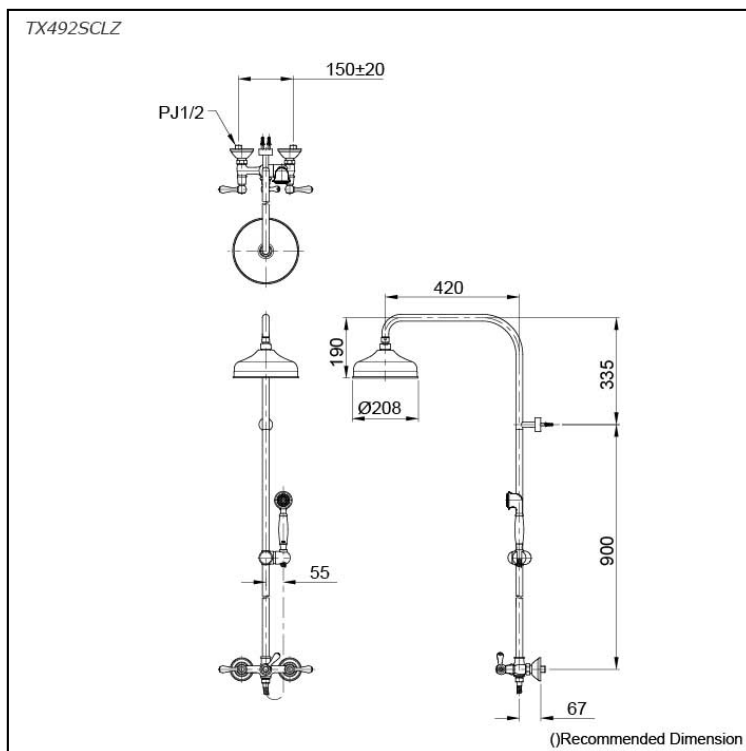 TX492SCLZ
150±20
PJ1/2
420
190
335
Ø208
900
55
67
()Recommended Dimension